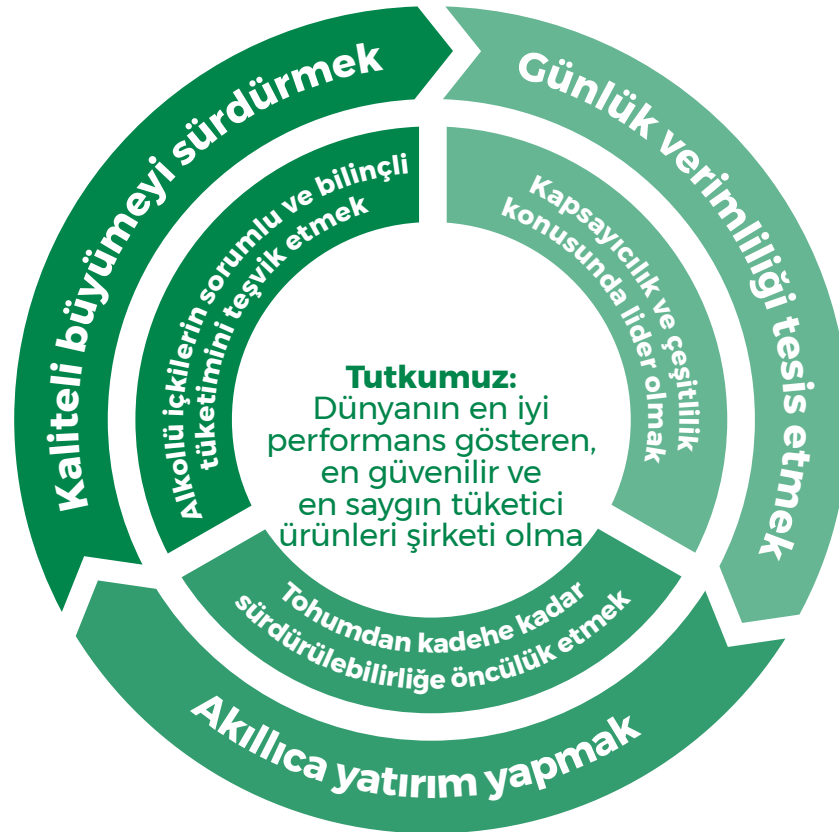 Kaliteli büyümeyi sürdürmek
Günlük verimliliği tesis etmek
Akıllıca yatırım yapmak
Alkollü içkilerin sorumlu ve bilinçli
tüketimini teşvik etmek
Kapsayıcılık ve çeşitlilik
konusunda lider olmak
Tohumdan kadehe kadar
sürdürülebilirliğe öncülük etmek
Tutkumuz:
Dünyanın en iyi
performans gösteren,
en güvenilir ve
en saygın tüketici
ürünleri şirketi olma